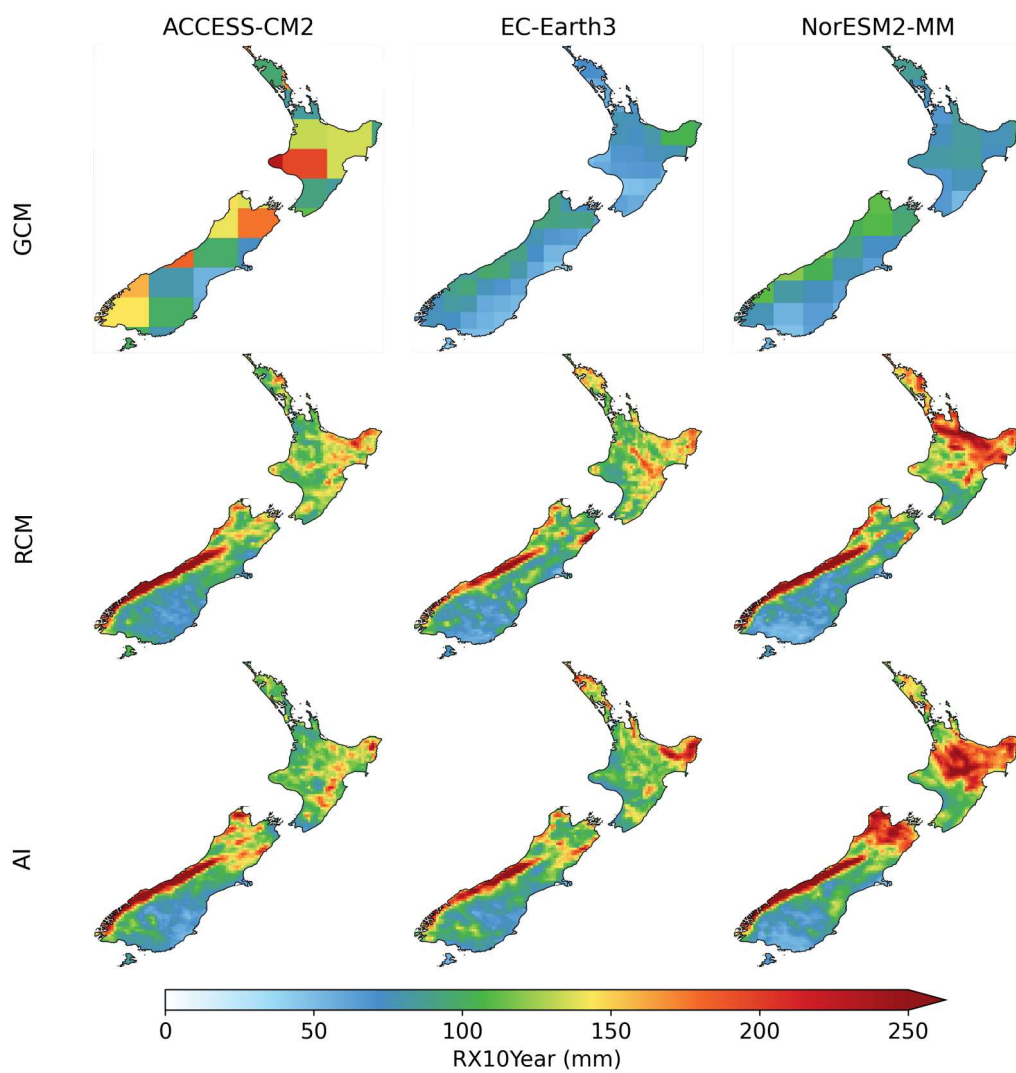 ACCESS-CM2 EC-Earth3 NorESM2-MM
GCM
RCM
AI
0 50 100 150 200 250
RX10Year (mm)